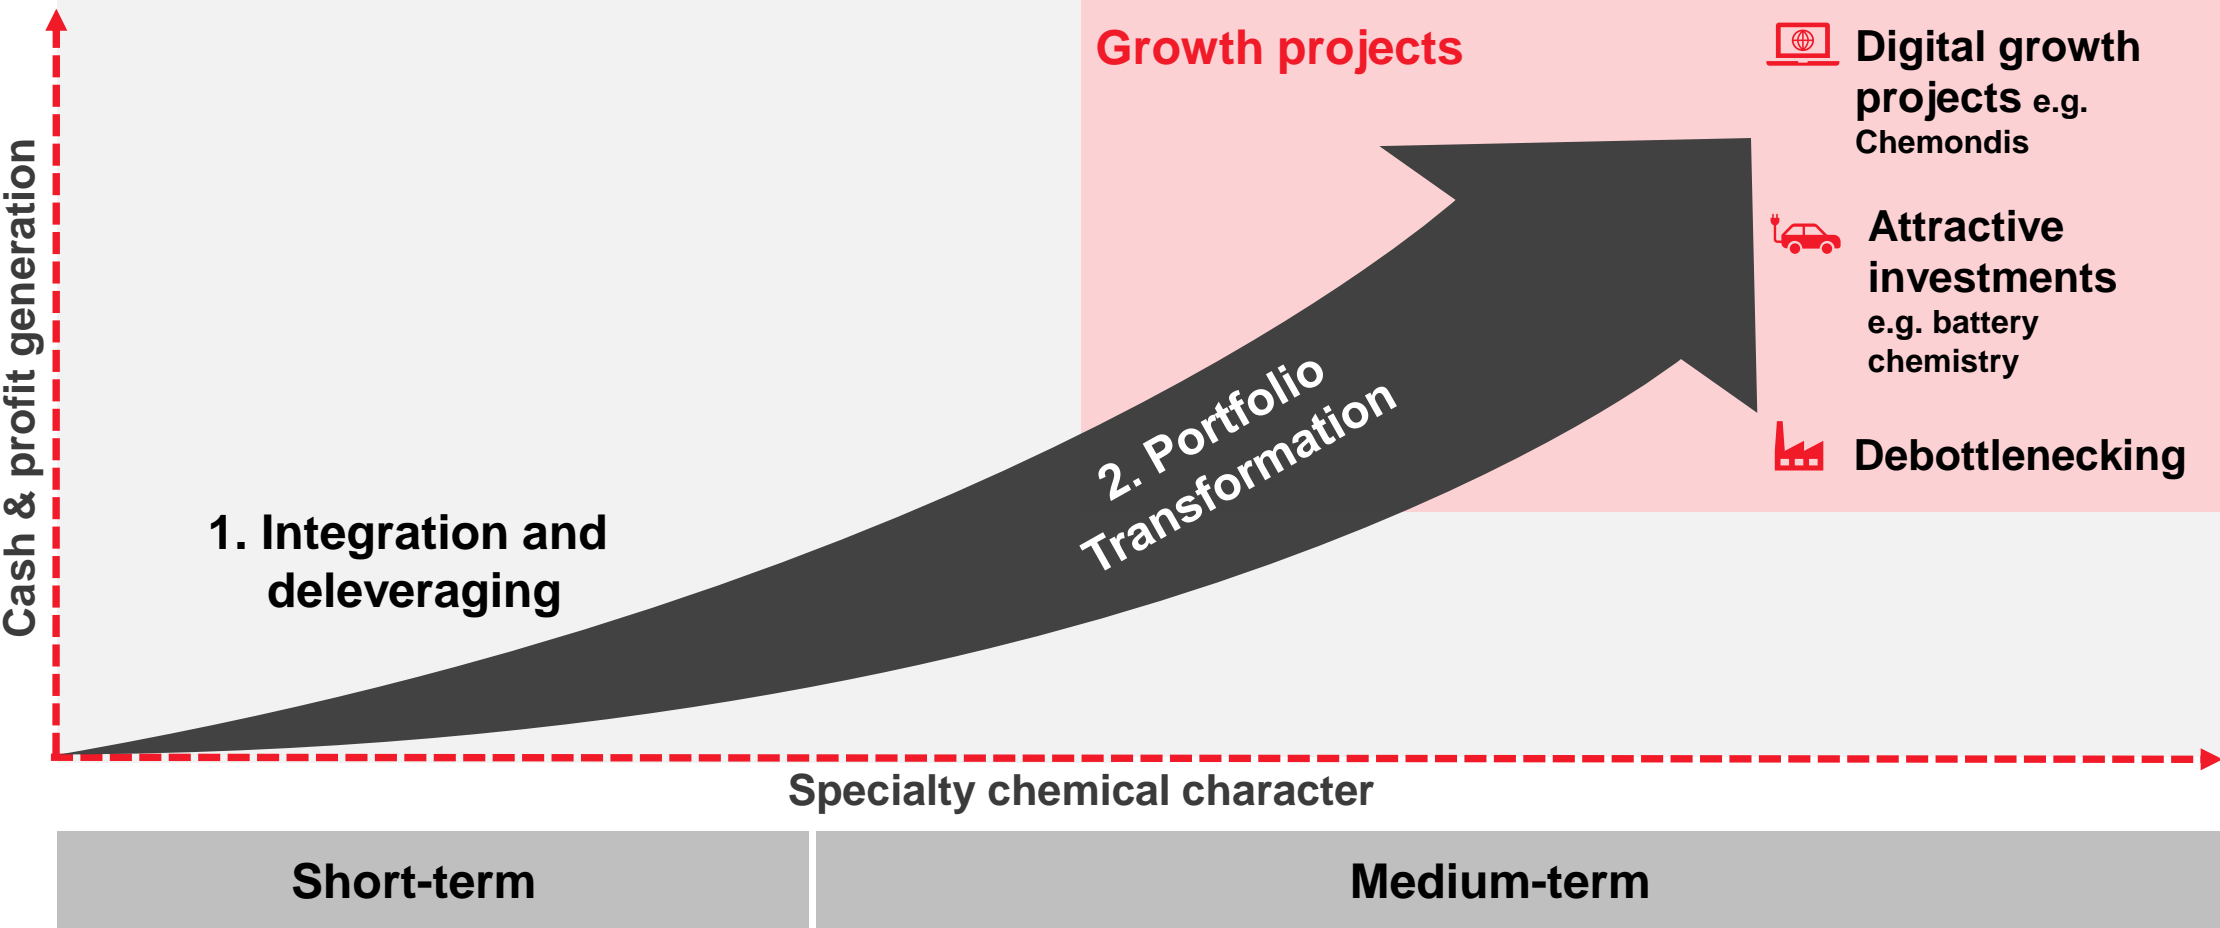 Growth projects
Digital growth
projects e.g.
Chemondis
Attractive
investments
e.g. battery
chemistry
Debottlenecking
Cash & profit generation
1. Integration and
deleveraging
2. Portfolio
Transformation
Specialty chemical character
Short-term
Medium-term